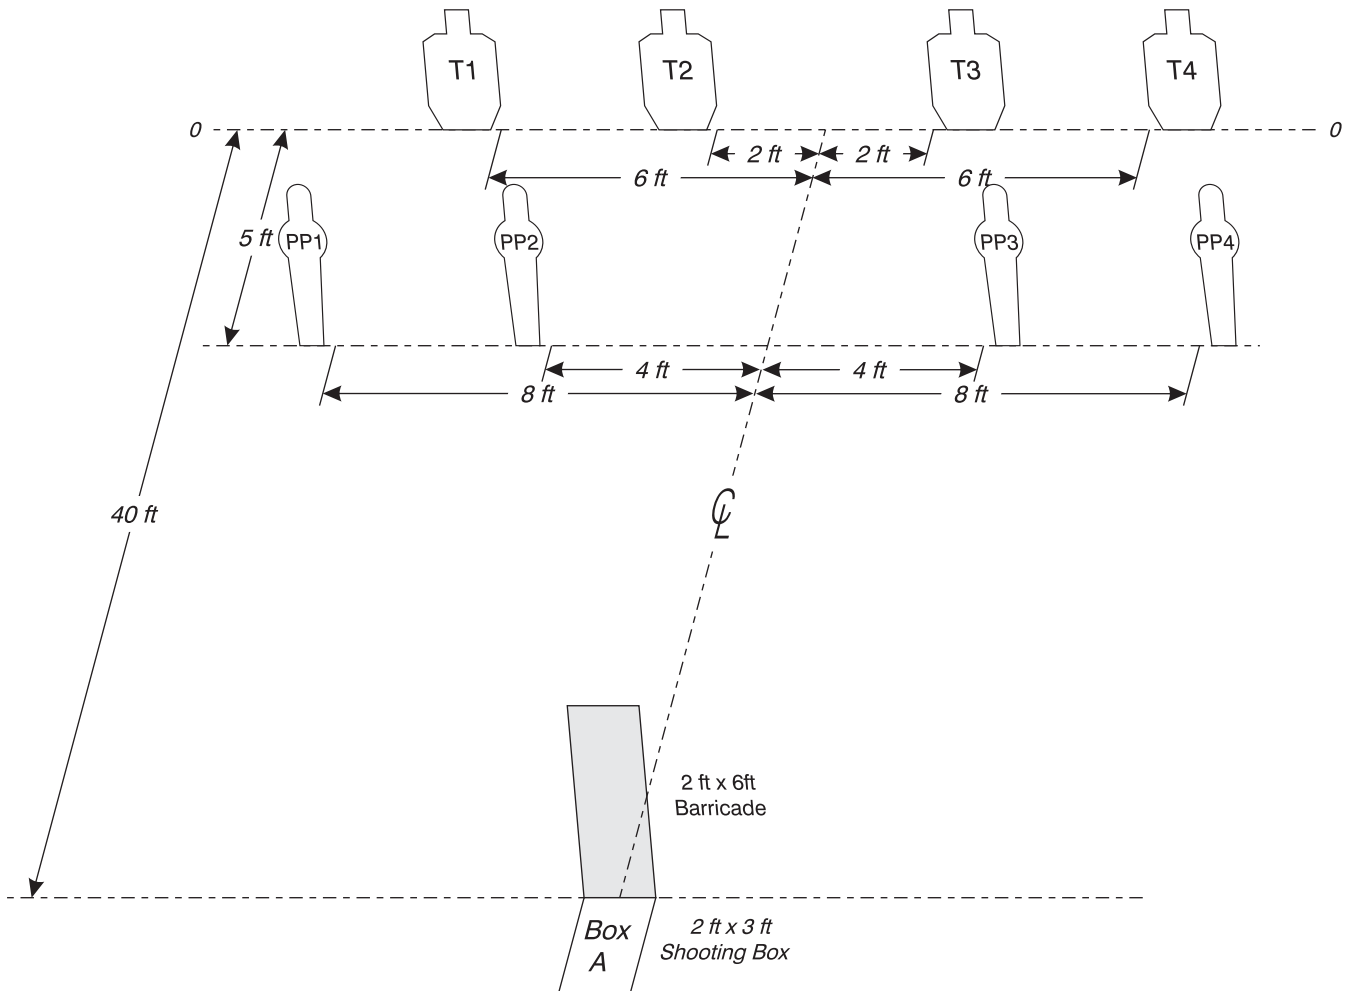 T1 T2 T3 T4
0 0
2 ft 2 ft
6 ft 6 ft
5 ft PP1 PP2 PP3 PP4
4 ft 4 ft
8 ft 8 ft
40 ft
CL
2 ft x 6ft
Barricade
Box
A
2 ft x 3 ft
Shooting Box